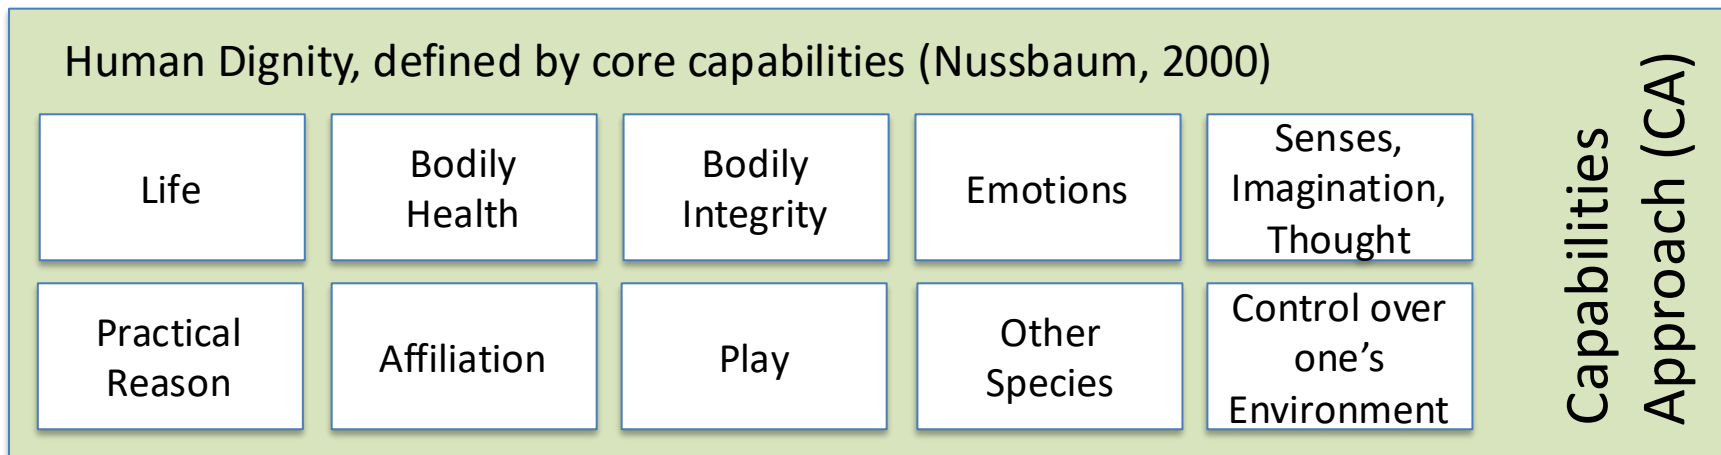 Human Dignity, defined by core capabilities (Nussbaum, 2000)
Life
Bodily
Health
Bodily
Integrity
Emotions
Senses,
Imagination,
Thought
Practical
Reason
Affiliation
Play
Other
Species
Control over
one’s
Environment
Capabilities
Approach (CA)